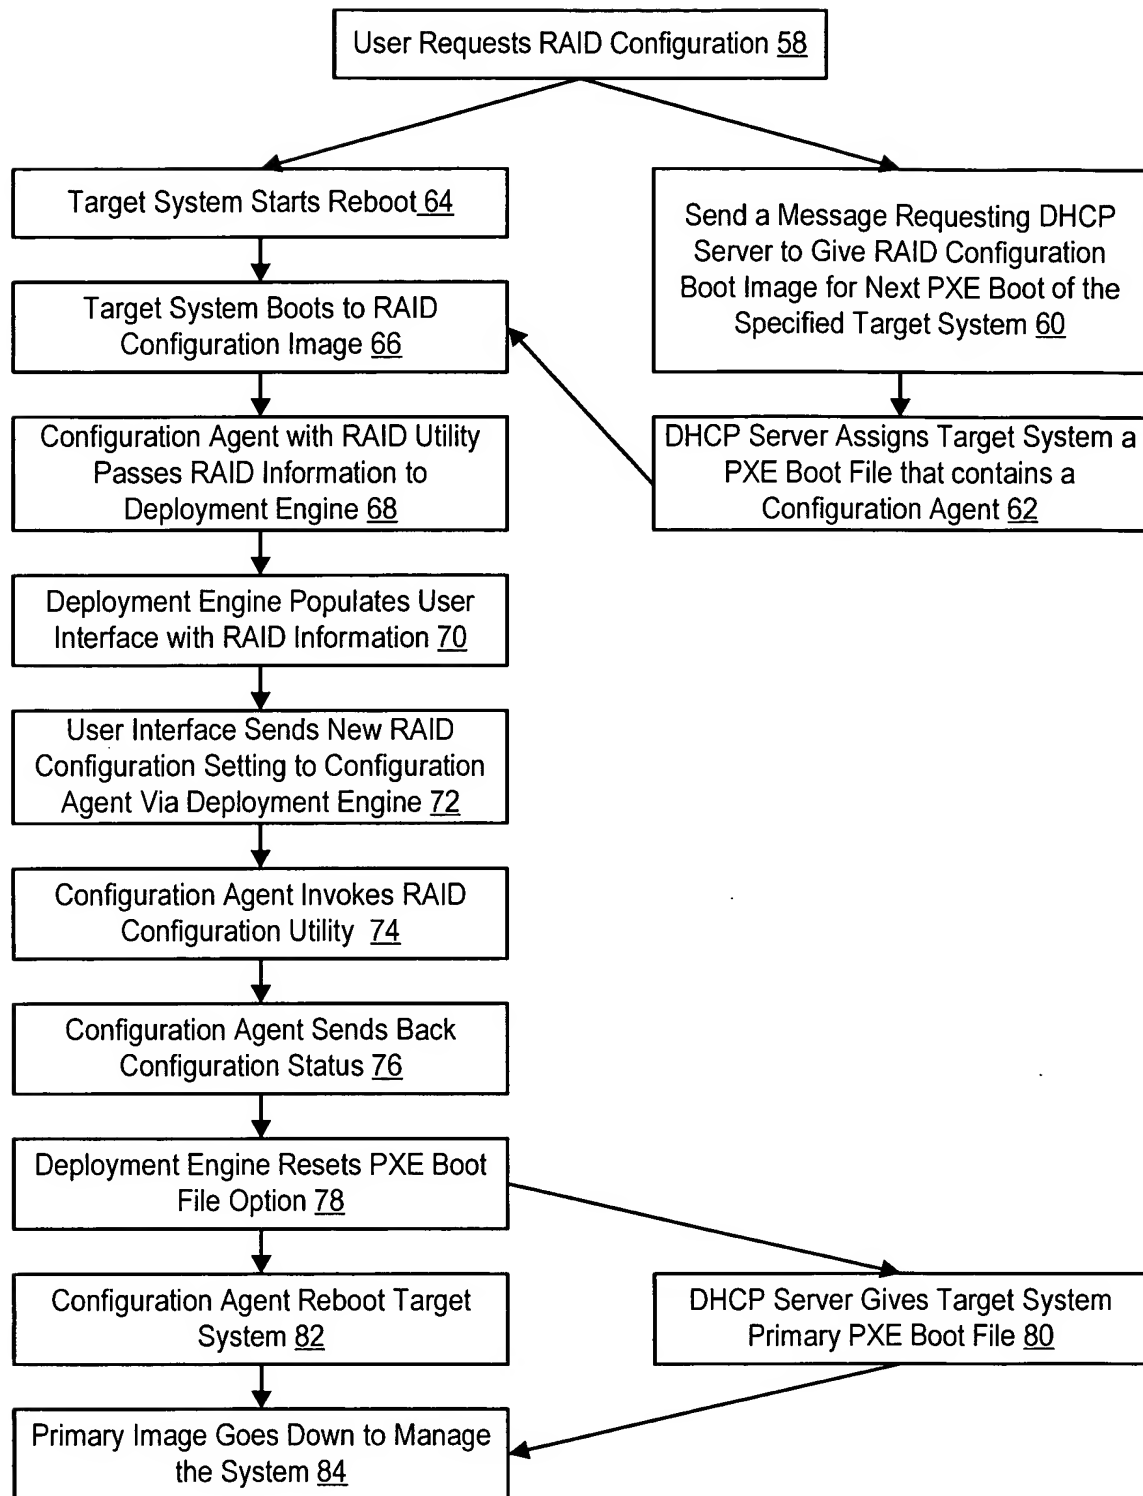 User Requests RAID Configuration 58
Target System Starts Reboot 64
Send a Message Requesting DHCP
Server to Give RAID Configuration
Boot Image for Next PXE Boot of the
Specified Target System 60
Target System Boots to RAID
Configuration Image 66
DHCP Server Assigns Target System a
PXE Boot File that contains a
Configuration Agent 62
Configuration Agent with RAID Utility
Passes RAID Information to
Deployment Engine 68
Deployment Engine Populates User
Interface with RAID Information 70
User Interface Sends New RAID
Configuration Setting to Configuration
Agent Via Deployment Engine 72
Configuration Agent Invokes RAID
Configuration Utility 74
Configuration Agent Sends Back
Configuration Status 76
Deployment Engine Resets PXE Boot
File Option 78
Configuration Agent Reboot Target
System 82
DHCP Server Gives Target System
Primary PXE Boot File 80
Primary Image Goes Down to Manage
the System 84